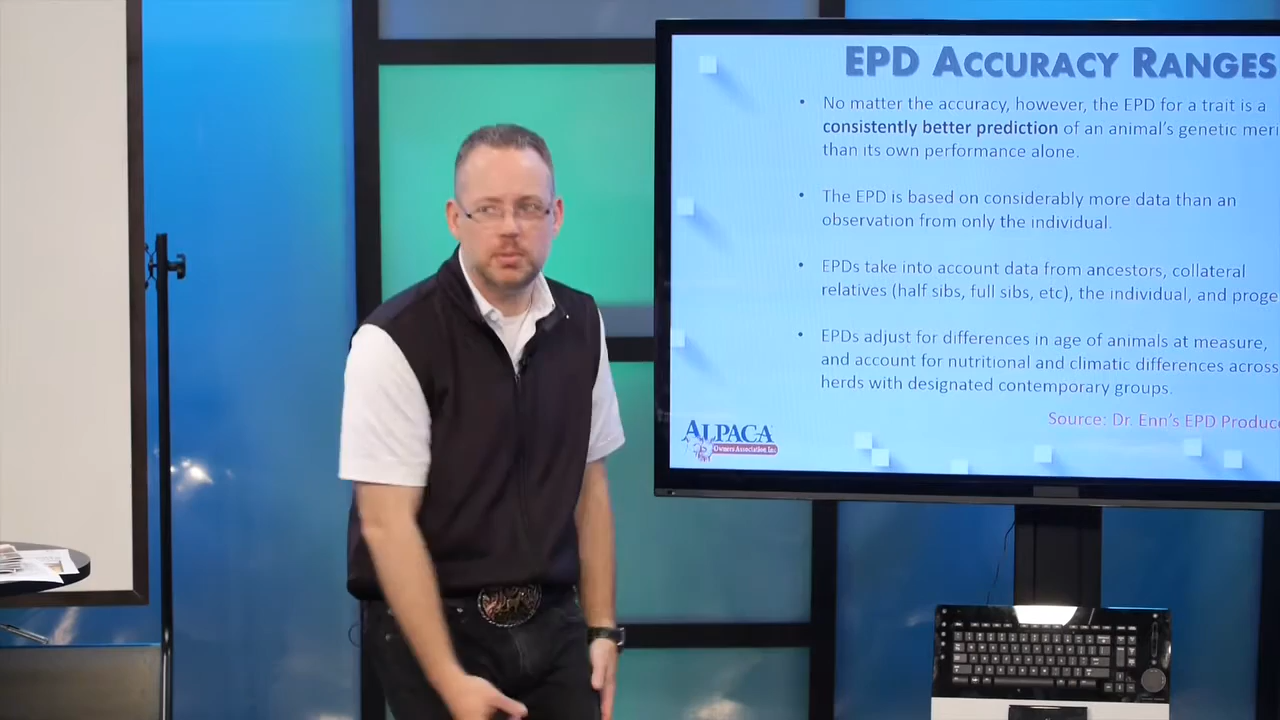 EPD ACCURACY RANGES
• No matter the accuracy, however, the EPD for a trait is a
consistently better prediction of an animal's genetic meri
than its own performance alone.
• The EPD is based on considerably more data than an
observation from only the individual.
• EPDs take into account data from ancestors, collateral
relatives (half sibs, full sibs, etc), the individual, and proge
• EPDs adjust for differences in age of animals at measure,
and account for nutritional and climatic differences across
herds with designated contemporary groups.
Source: Dr. Enn's EPD Produce
ALPACA
Owners Association, Inc.